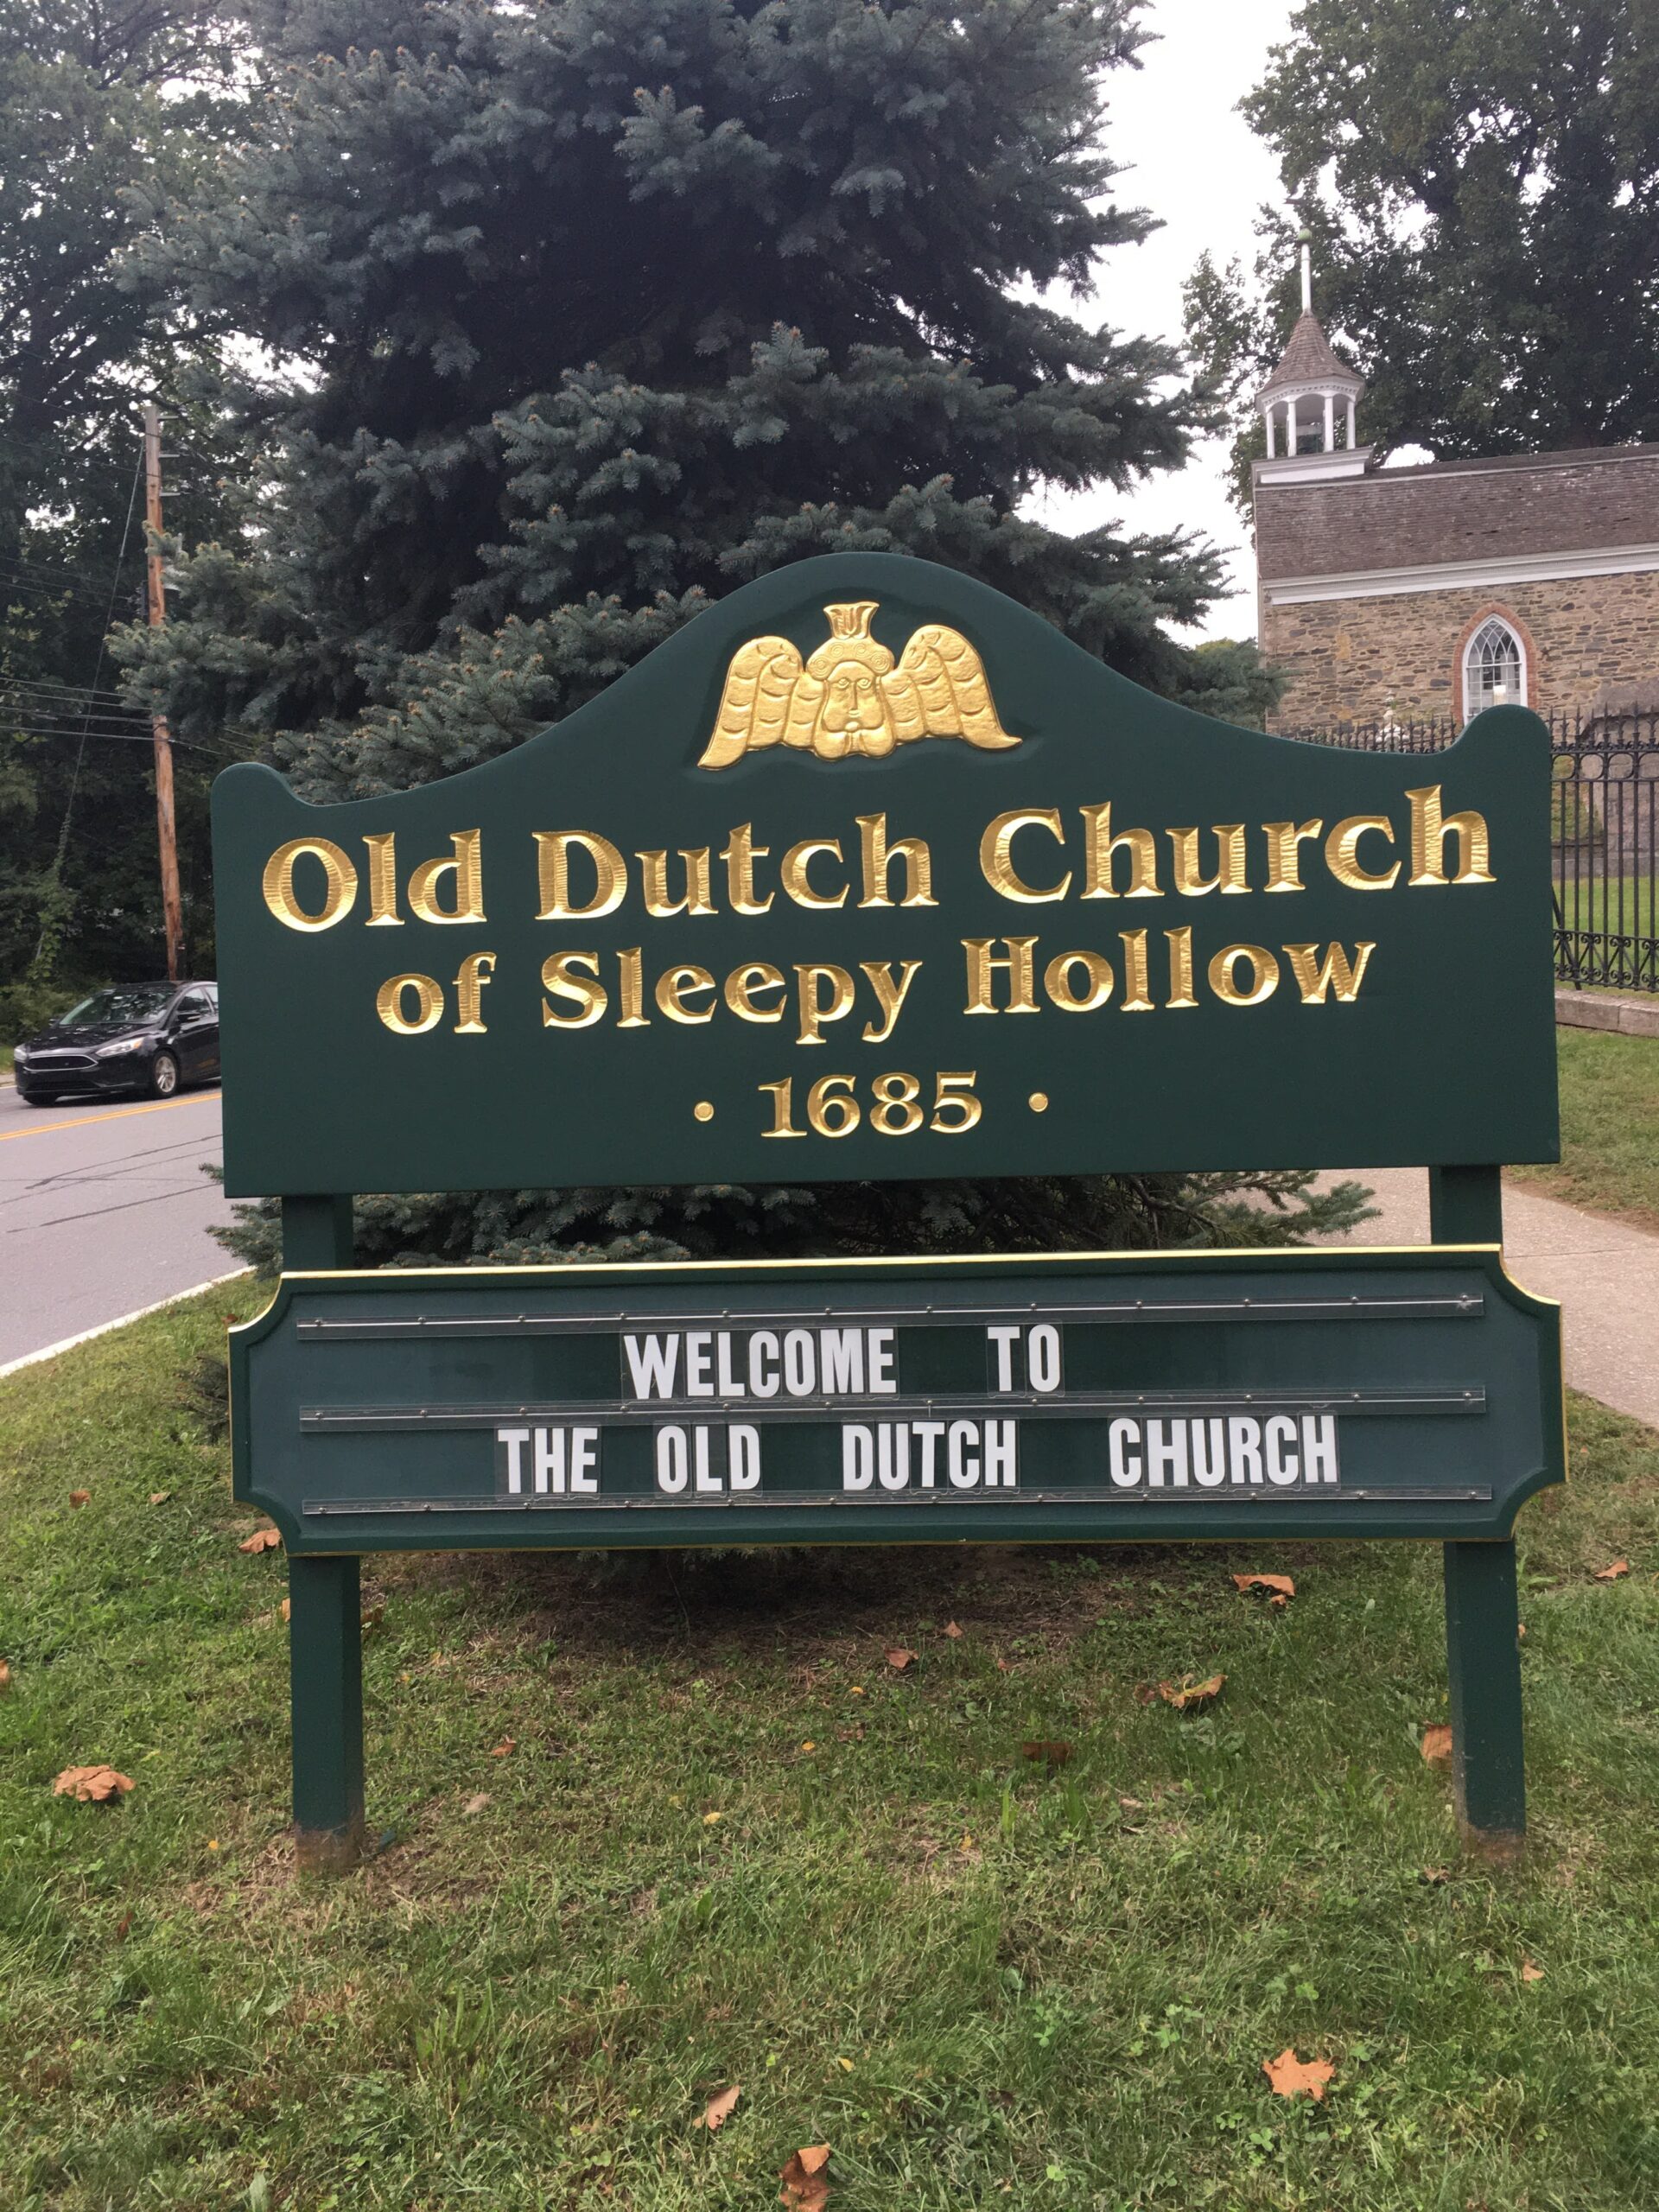 Old Dutch Church
of Sleepy Hollow
· 1685 ·
WELCOME TO
THE OLD DUTCH CHURCH